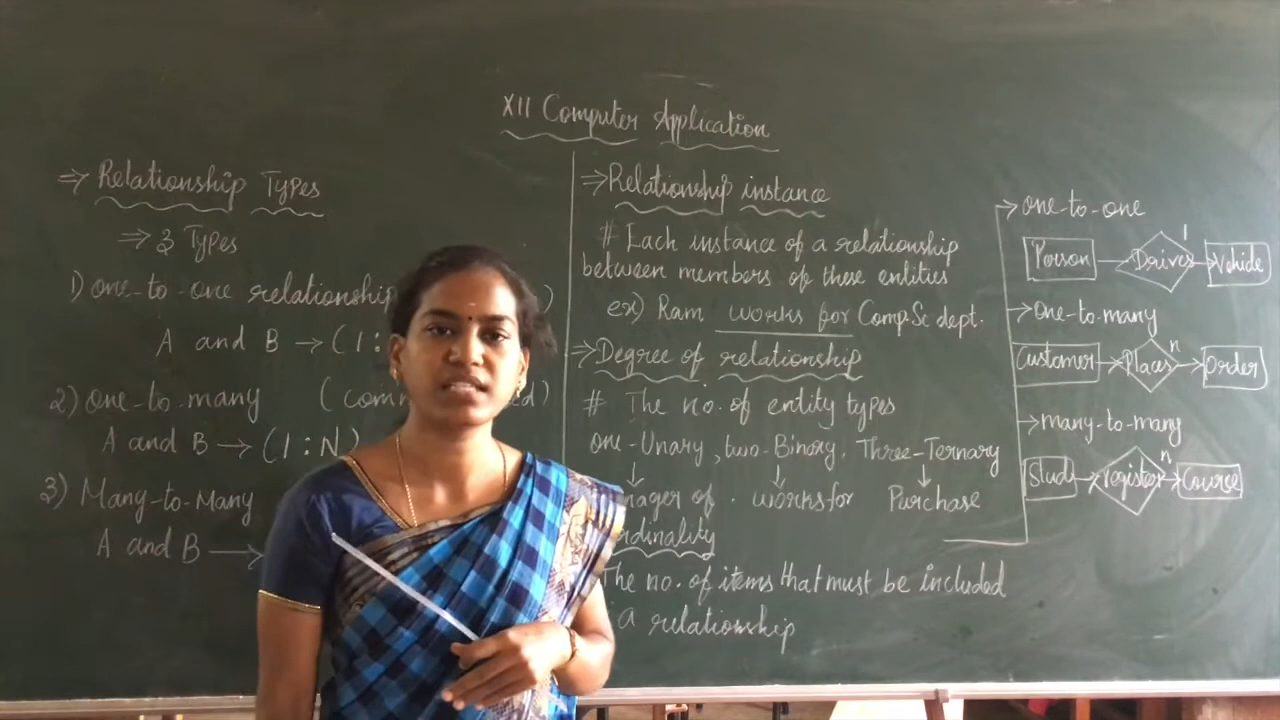 XII Computer Application
⇒ Relationship Types
⇒ 3 Types
1) one-to-one relationship
A and B → (1:
2) one-to-many
A and B → (1:N)
3) Many-to-Many
A and B →
⇒ Relationship instance
# Each instance of a relationship
between members of these entities
ex) Ram works for Comp.Sc dept.
⇒ Degree of relationship
# The no. of entity types
one-Unary, two-Binary, Three-Ternary
of works for Purchase
The no. of items that must be included
a relationship
→ one-to-one
Person Drives 1 Vehicle
→ one-to-many
Customer Places n Order
→ many-to-many
Stud register n Course